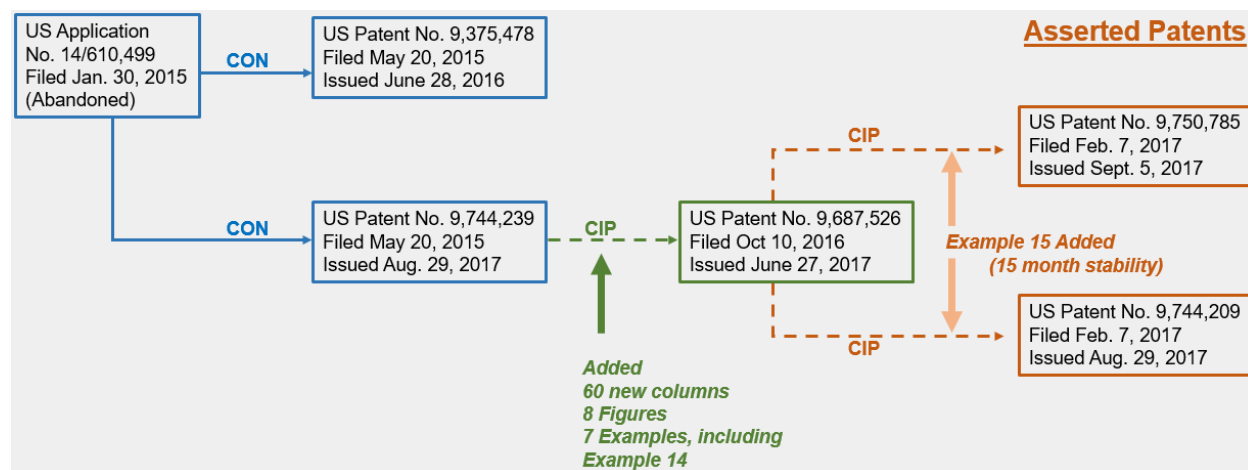 US Application
No. 14/610,499
Filed Jan. 30, 2015
(Abandoned)
CON
US Patent No. 9,375,478
Filed May 20, 2015
Issued June 28, 2016
Asserted Patents
CON
US Patent No. 9,744,239
Filed May 20, 2015
Issued Aug. 29, 2017
CIP
Added
60 new columns
8 Figures
7 Examples, including
Example 14
US Patent No. 9,687,526
Filed Oct 10, 2016
Issued June 27, 2017
CIP
US Patent No. 9,750,785
Filed Feb. 7, 2017
Issued Sept. 5, 2017
Example 15 Added
(15 month stability)
CIP
US Patent No. 9,744,209
Filed Feb. 7, 2017
Issued Aug. 29, 2017